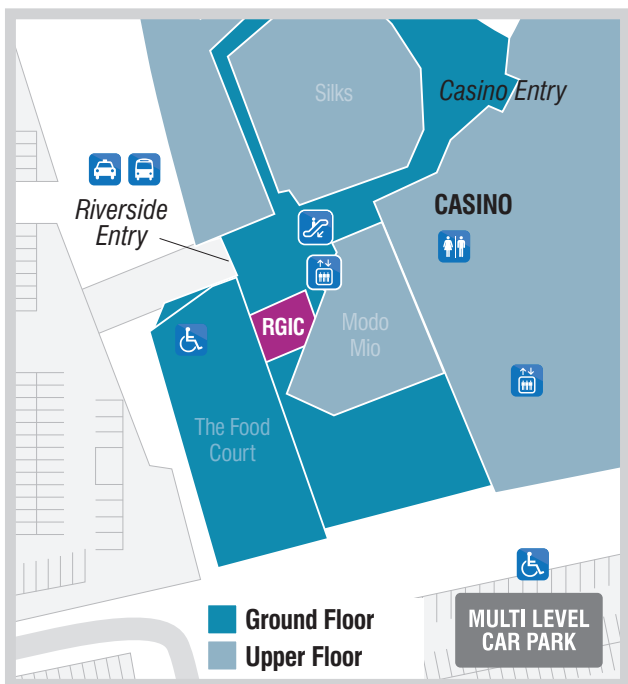 Silks
Casino Entry
Riverside
Entry
CASINO
RGIC
Modo
Mio
The Food
Court
Ground Floor
Upper Floor
MULTI LEVEL
CAR PARK